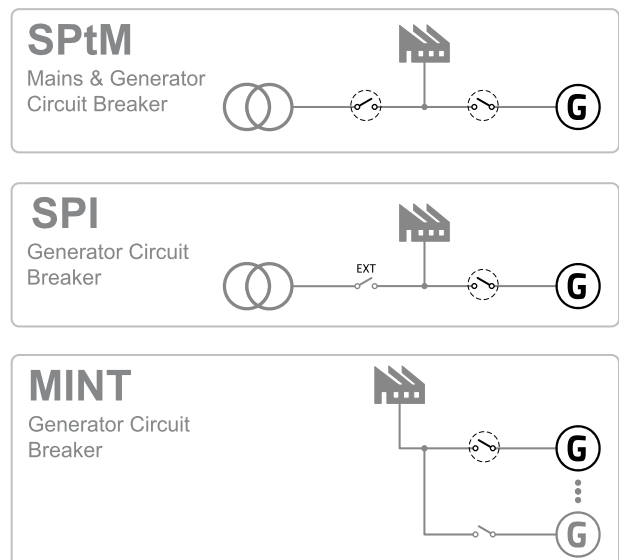 SPtM
Mains & Generator
Circuit Breaker
G
SPI
Generator Circuit
Breaker
EXT
G
MINT
Generator Circuit
Breaker
G
G